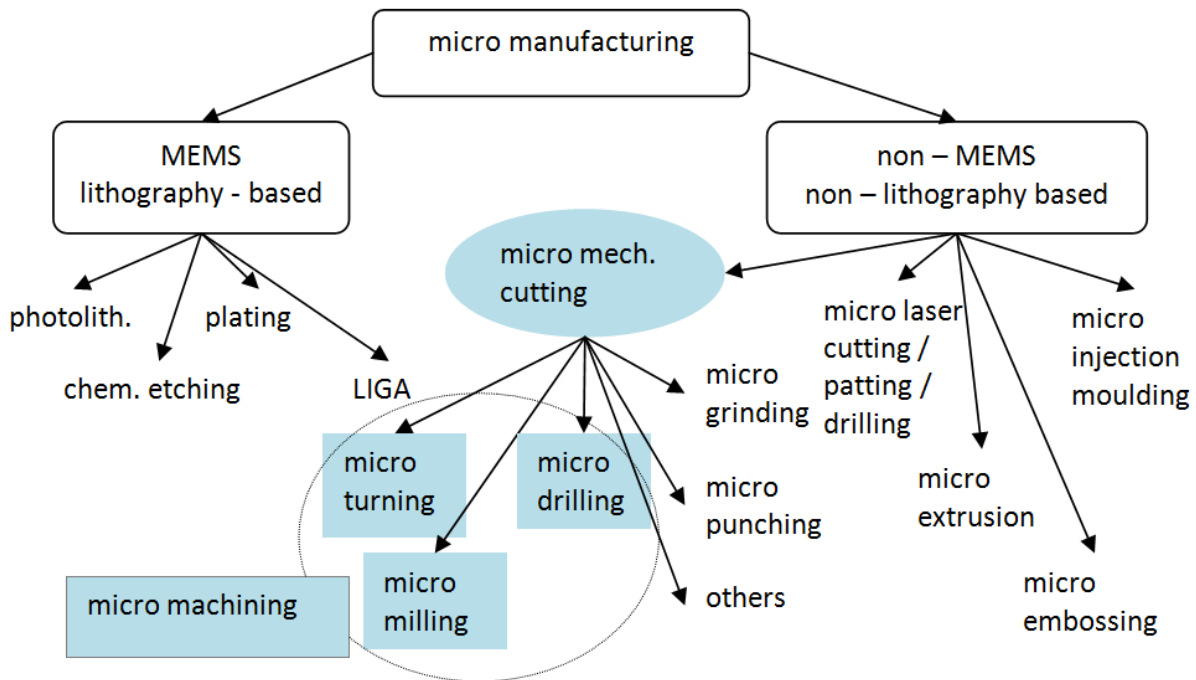 micro manufacturing
MEMS
lithography - based
non – MEMS
non – lithography based
micro mech.
cutting
photolith.
plating
chem. etching
LIGA
micro laser
cutting /
patting /
drilling
micro
injection
moulding
micro
grinding
micro
turning
micro
drilling
micro
punching
micro
extrusion
micro machining
micro
milling
others
micro
embossing